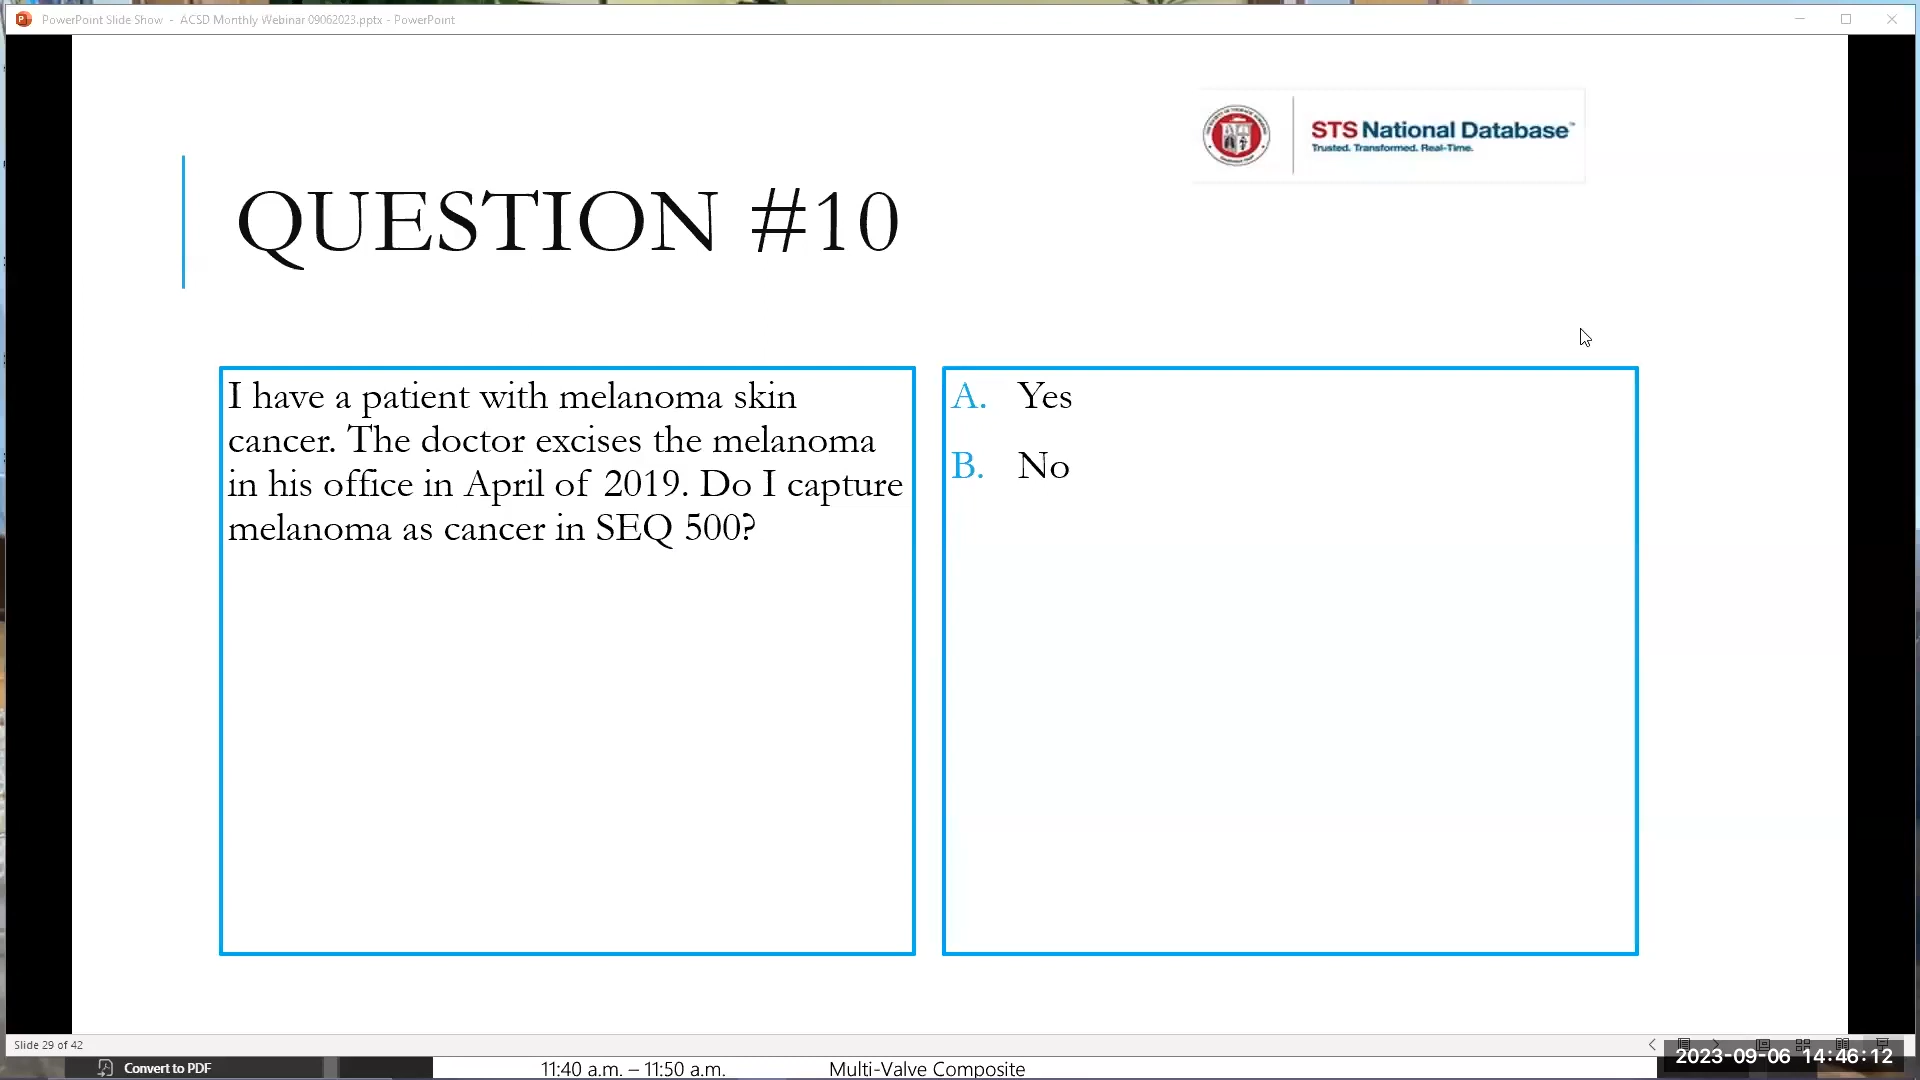 PowerPoint Slide Show - ACSD Monthly Webinar 09062023.pptx - PowerPoint
STS National Database™
Trusted. Transformed. Real-Time.
QUESTION #10
I have a patient with melanoma skin
cancer. The doctor excises the melanoma
in his office in April of 2019. Do I capture
melanoma as cancer in SEQ 500?
A. Yes
B. No
Slide 29 of 42
2023-09-06 14:46:12
Convert to PDF
11:40 a.m. – 11:50 a.m. Multi-Valve Composite